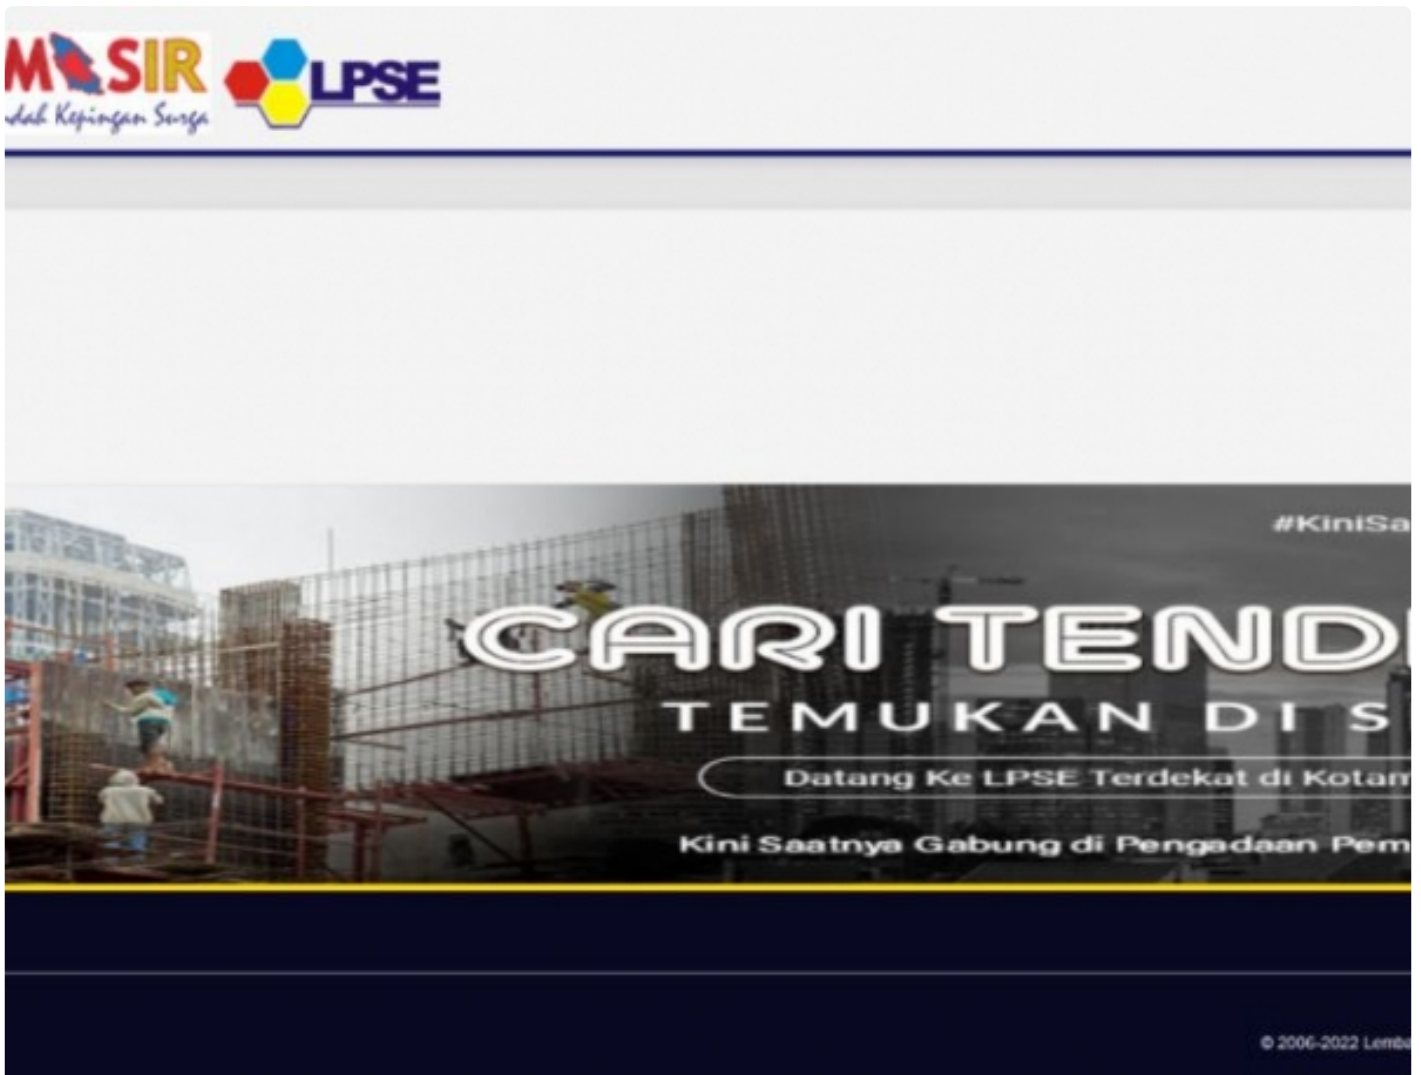 SIR
Kepingan Surga
LPSE
#KiniSa
CARI TEND
TEMUKAN DI S
Datang Ke LPSE Terdekat di Kotam
Kini Saatnya Gabung di Pengadaan Pem
© 2006-2022 Lemba